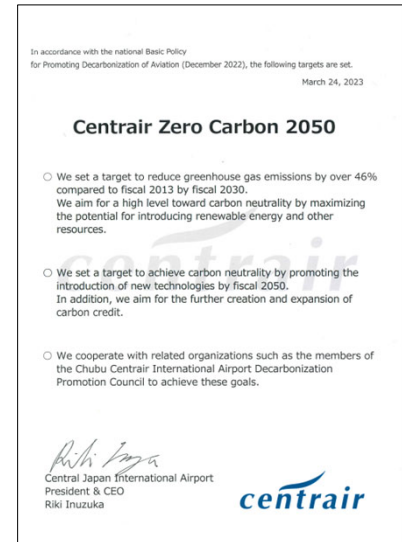 In accordance with the national Basic Policy
for Promoting Decarbonization of Aviation (December 2022), the following targets are set.
March 24, 2023
Centrair Zero Carbon 2050
○ We set a target to reduce greenhouse gas emissions by over 46%
compared to fiscal 2013 by fiscal 2030.
We aim for a high level toward carbon neutrality by maximizing
the potential for introducing renewable energy and other
resources.
○ We set a target to achieve carbon neutrality by promoting the
introduction of new technologies by fiscal 2050.
In addition, we aim for the further creation and expansion of
carbon credit.
○ We cooperate with related organizations such as the members of
the Chubu Centrair International Airport Decarbonization
Promotion Council to achieve these goals.
centrair
Central Japan International Airport
President & CEO
Riki Inuzuka
centrair